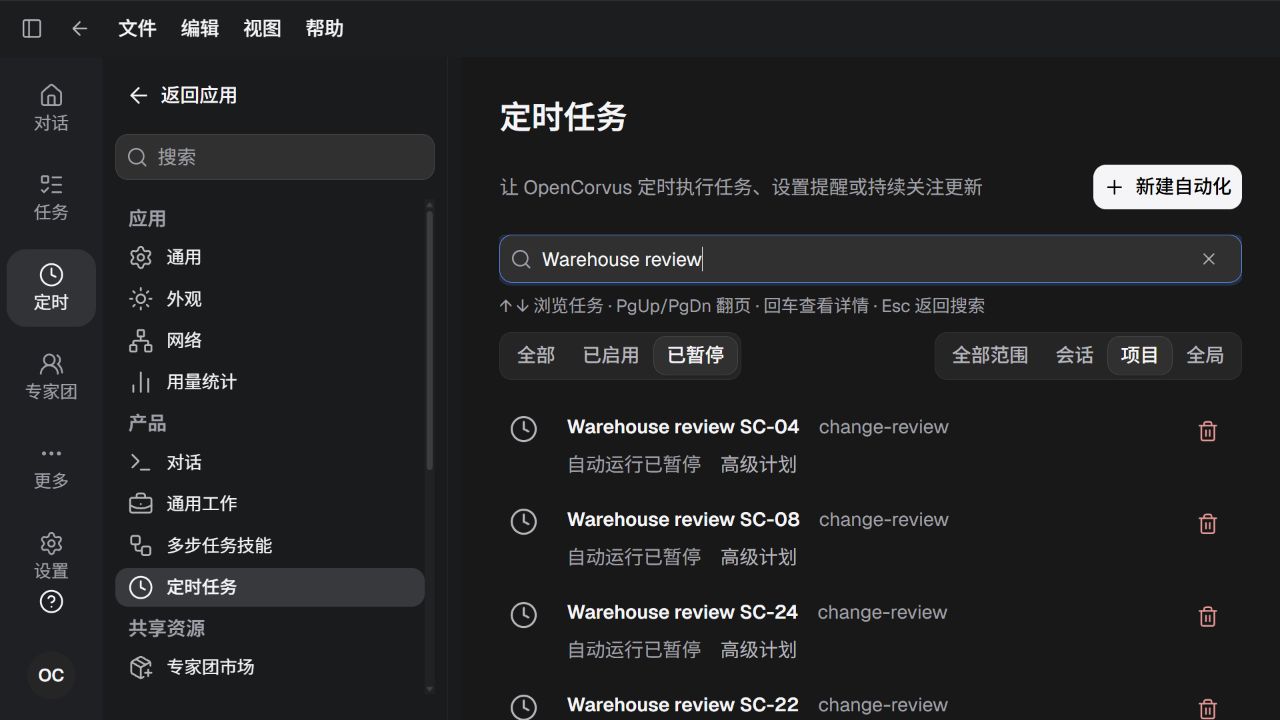 文件 编辑 视图 帮助
对话
任务
定时
专家团
更多
设置
OC
返回应用
搜索
应用
通用
外观
网络
用量统计
产品
对话
通用工作
多步任务技能
定时任务
共享资源
专家团市场
定时任务
让 OpenCorvus 定时执行任务、设置提醒或持续关注更新
新建自动化
Warehouse review
↑↓ 浏览任务 · PgUp/PgDn 翻页 · 回车查看详情 · Esc 返回搜索
全部 已启用 已暂停 全部范围 会话 项目 全局
Warehouse review SC-04 change-review
自动运行已暂停 高级计划
Warehouse review SC-08 change-review
自动运行已暂停 高级计划
Warehouse review SC-24 change-review
自动运行已暂停 高级计划
Warehouse review SC-22 change-review